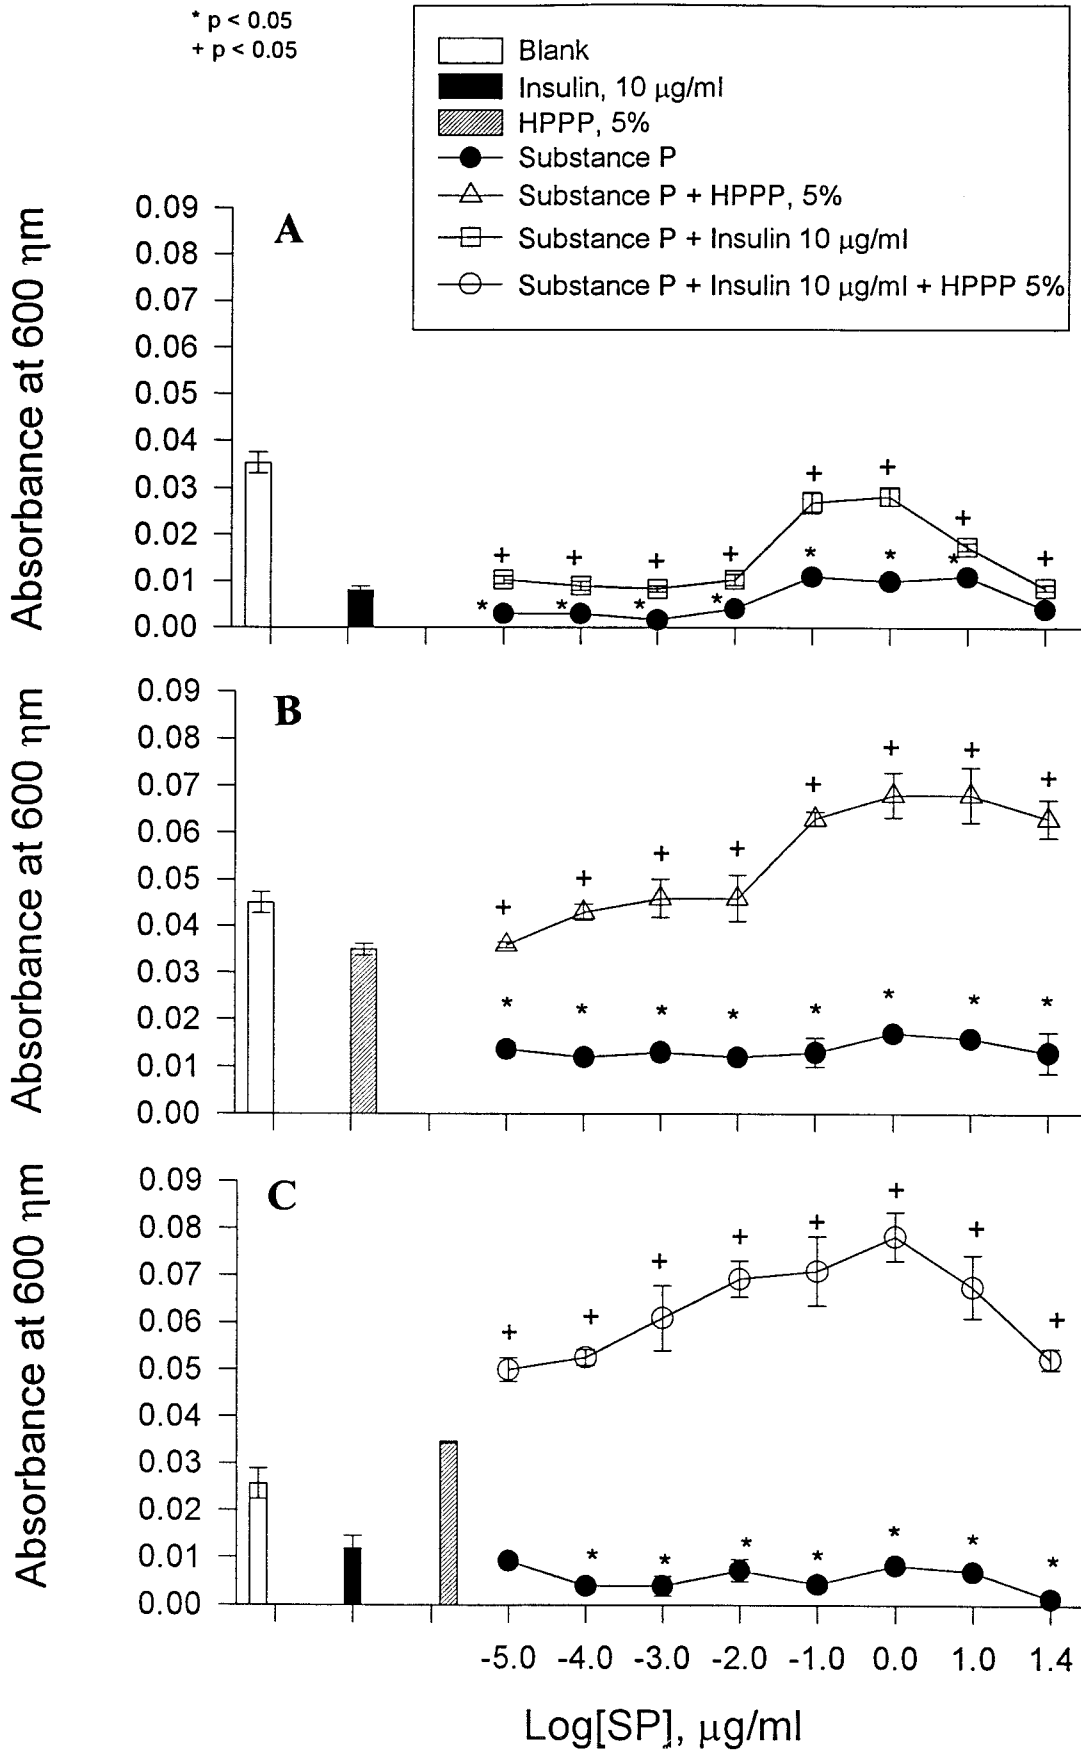 * p < 0.05
+ p < 0.05
Blank
Insulin, 10 μg/ml
HPPP, 5%
Substance P
Substance P + HPPP, 5%
Substance P + Insulin 10 μg/ml
Substance P + Insulin 10 μg/ml + HPPP 5%
A
Absorbance at 600 ηm
0.09
0.08
0.07
0.06
0.05
0.04
0.03
0.02
0.01
0.00
B
Absorbance at 600 ηm
0.09
0.08
0.07
0.06
0.05
0.04
0.03
0.02
0.01
0.00
C
Absorbance at 600 ηm
0.09
0.08
0.07
0.06
0.05
0.04
0.03
0.02
0.01
0.00
-5.0 -4.0 -3.0 -2.0 -1.0 0.0 1.0 1.4
Log[SP], μg/ml